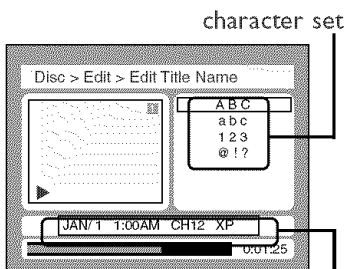 character set
Disc > Edit > Edit Title Name
A B C
a b c
1 2 3
@ ! ?
JAN/ 1 1:00AM CH12 XP
0:01:25